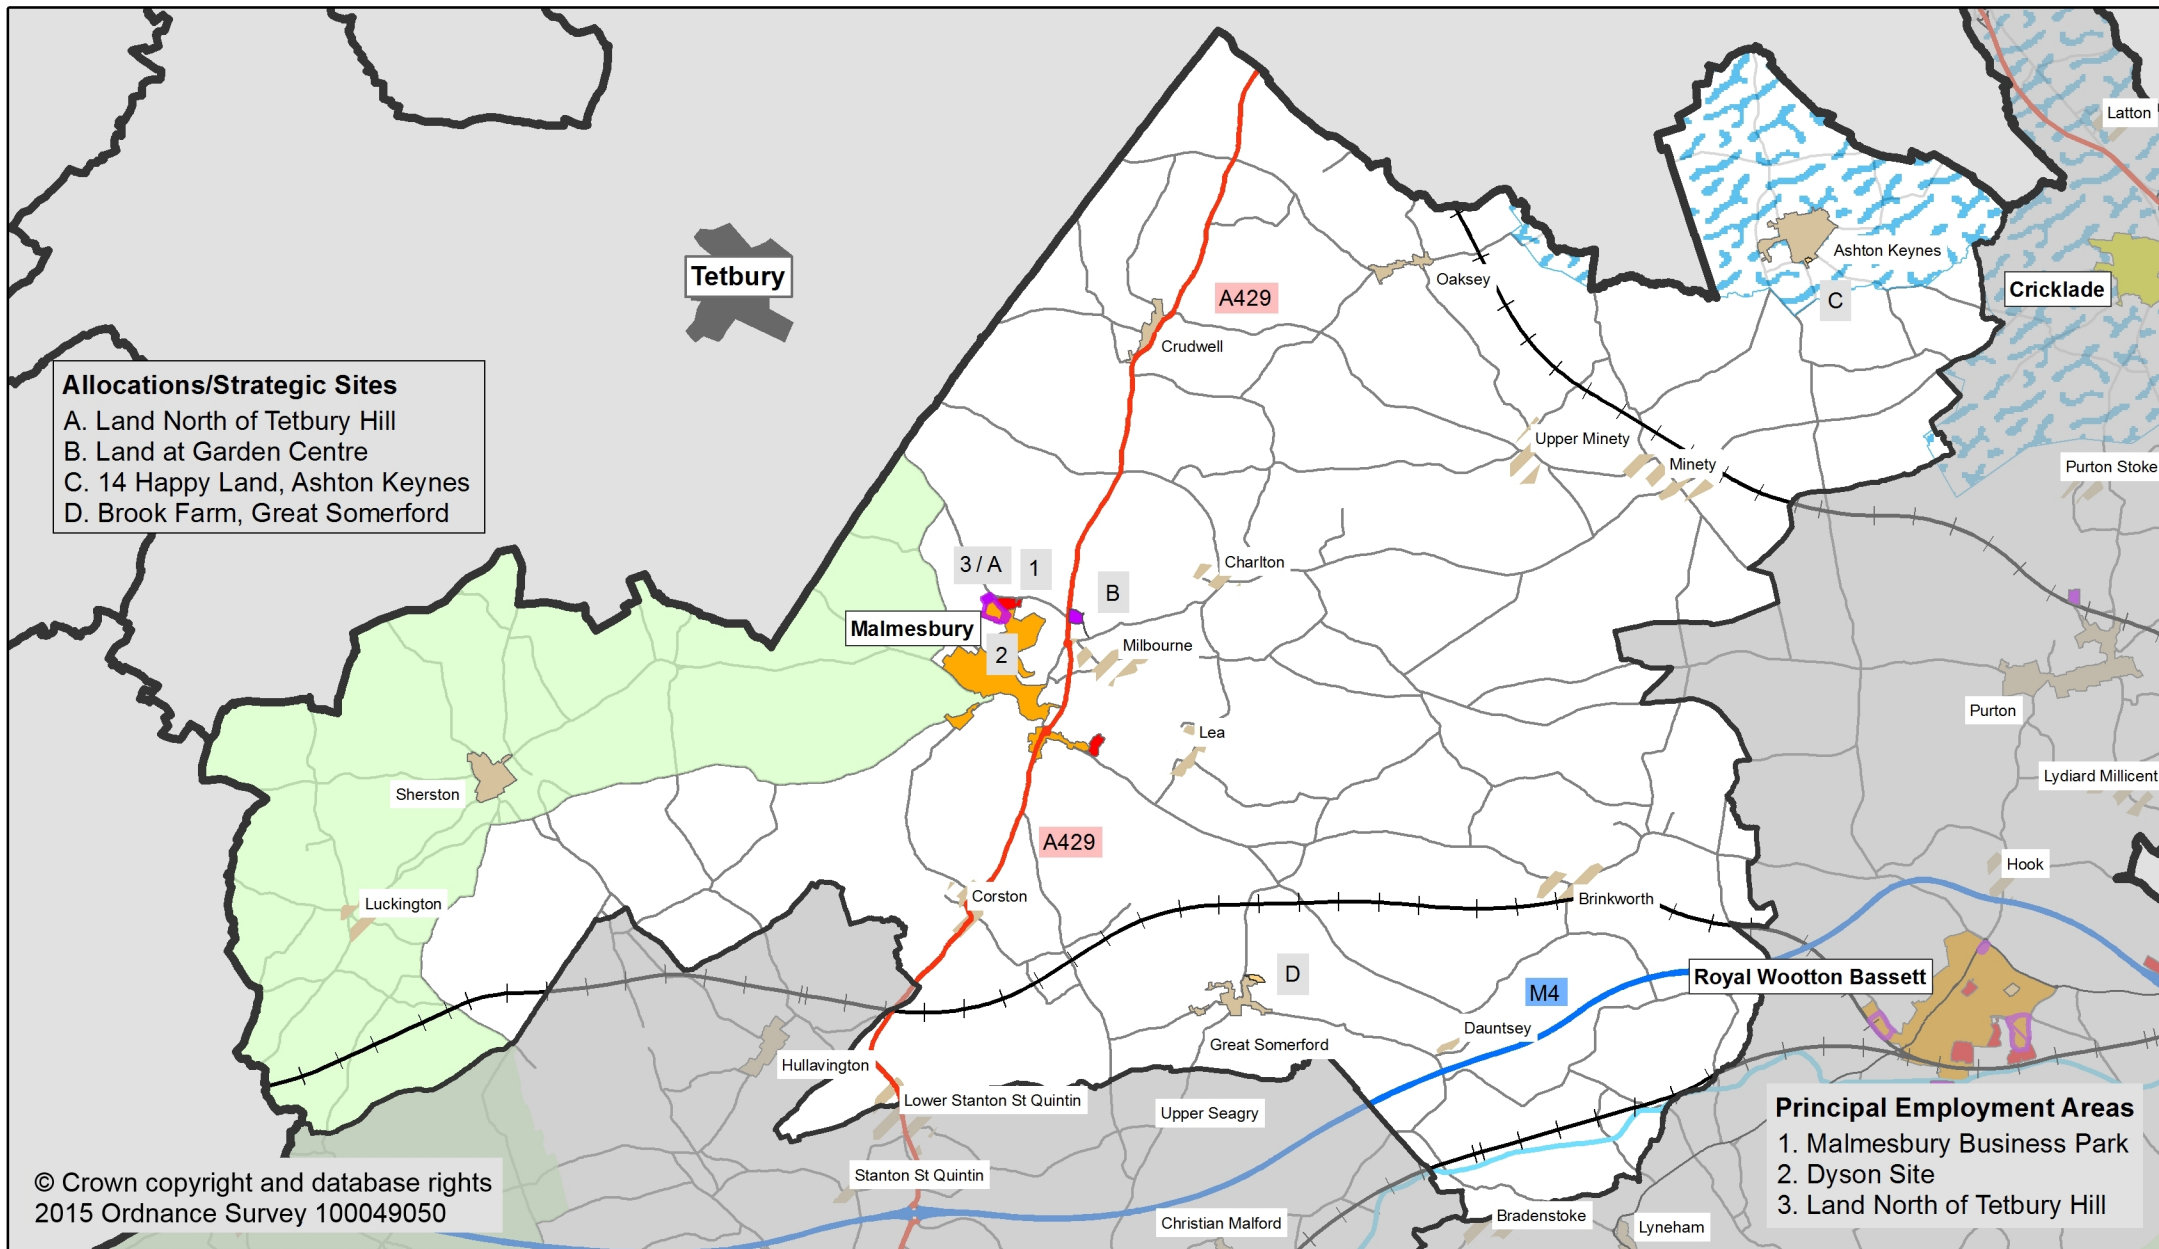 Latton
Ashton Keynes
Tetbury
Oaksey
Cricklade
A429
C
Crudwell
Allocations/Strategic Sites
A. Land North of Tetbury Hill
B. Land at Garden Centre
C. 14 Happy Land, Ashton Keynes
D. Brook Farm, Great Somerford
Upper Minety
Minety
Purton Stoke
3 / A
1
Charlton
B
Malmesbury
2
Milbourne
Purton
Lea
Lydiard Millicent
Sherston
A429
Hook
Luckington
Corston
Brinkworth
D
Royal Wootton Bassett
M4
Dauntsey
Great Somerford
Hullavington
Lower Stanton St Quintin
Upper Seagry
Principal Employment Areas
1. Malmesbury Business Park
2. Dyson Site
3. Land North of Tetbury Hill
Stanton St Quintin
© Crown copyright and database rights
2015 Ordnance Survey 100049050
Christian Malford
Bradenstoke
Lyneham